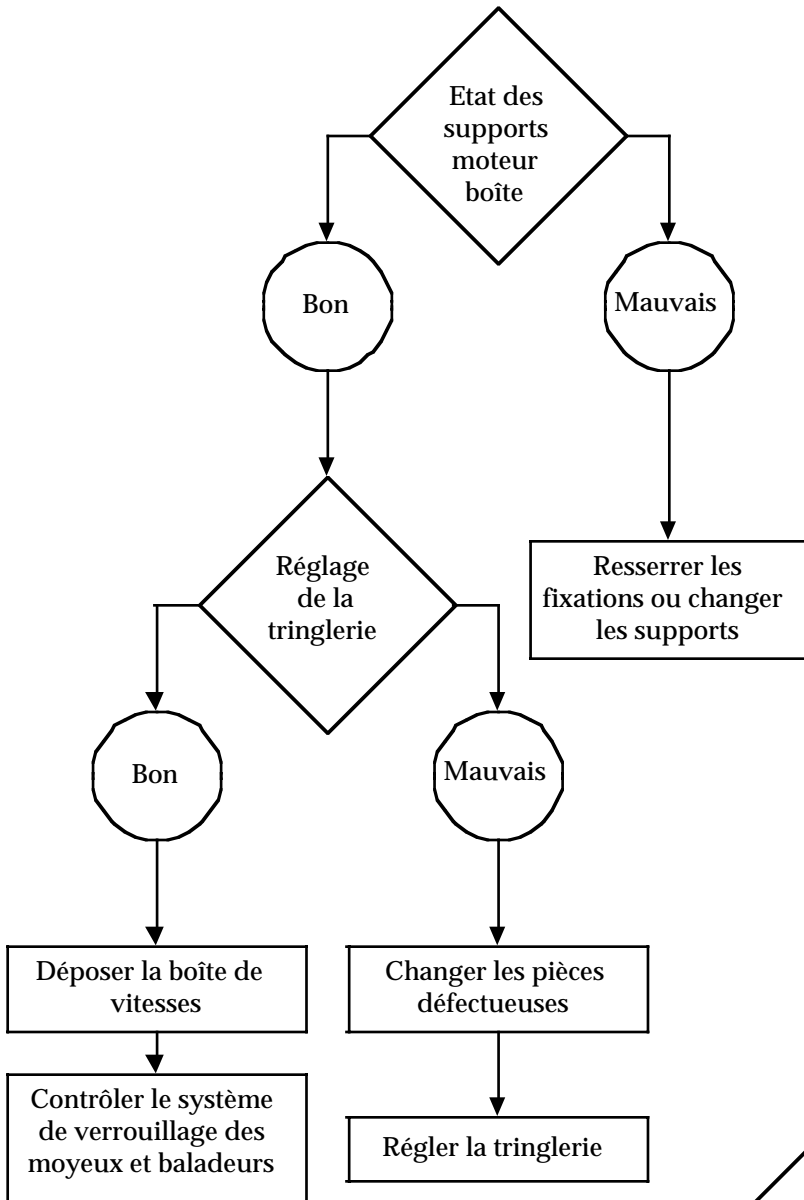 Etat des
supports
moteur
boîte
Bon
Mauvais
Réglage
de la
tringlerie
Resserrer les
fixations ou changer
les supports
Bon
Mauvais
Déposer la boîte de
vitesses
Changer les pièces
défectueuses
Contrôler le système
de verrouillage des
moyeux et baladeurs
Régler la tringlerie